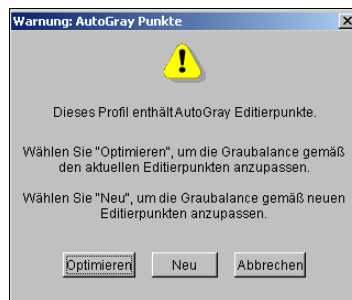 Warnung: AutoGray Punkte
Dieses Profil enthält AutoGray Editierpunkte.
Wählen Sie "Optimieren", um die Graubalance gemäß
den aktuellen Editierpunkten anzupassen.
Wählen Sie "Neu", um die Graubalance gemäß neuen
Editierpunkten anzupassen.
Optimieren Neu Abbrechen